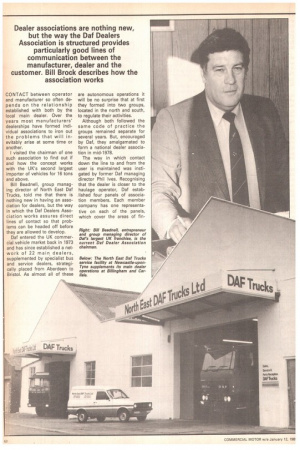 Dealer associations are nothing new,
but the way the Daf Dealers
Association is structured provides
particularly good lines of
communication between the
manufacturer, dealer and the
customer. Bill Brock describes how the
association works
CONTACT between operator
and manufacturer so often de-
pends on the relationship
established with both by the
local main dealer. Over the
years most manufacturers'
dealerships have formed indi-
vidual associations to iron out
the problems that will in-
evitably arise at some time or
another.
I visited the chairman of one
such association to find out if
and how the concept works
with the UK's second largest
importer of vehicles for 16 tons
and above.
Bill Beadnell, group manag-
ing director of North East Daf
Trucks, told me that there is
nothing new in having an asso-
ciation for dealers, but the way
in which the Daf Dealers Asso-
ciation works assures direct
lines of contact so that prob-
lems can be headed off before
they are allowed to develop.
Daf entered the UK commer-
cial vehicle market back in 1973
and has since established a net-
work of 22 main dealers,
supplemented by specialist bus
and service dealers, strategi-
cally placed from Aberdeen to
Bristol. As almost all of these
are autonomous operations it
will be no surprise that at first
they formed into two groups,
located in the north and south,
to regulate their activities.
Although both followed the
same code of practice the
groups remained separate for
several years. But, encouraged
by Daf, they amalgamated to
form a national dealer associa-
tion in mid-1978.
The way in which contact
down the line to and from the
user is maintained was insti-
gated by former Daf managing
director Phil Ives. Recognising
that the dealer is closer to the
haulage operator, Daf estab-
lished four panels of associa-
tion members. Each member
company has one representa-
tive on each of the panels,
which cover the areas of fin-
Right: Bill Beadnell, entrepreneur
and group managing director of
Daf's largest UK franchise, is the
current Daf Dealer Association
chairman.
Below: The North East Daf Trucks
service facility at Newcastle-upon-
Tyne supplements its main dealer
operations at Billingham and Car-
lisle.
DAF Trucks
North East DAF Trucks Ltd
DAF Trucks
COMMERCIAL MOTOR w/e January 12, 198